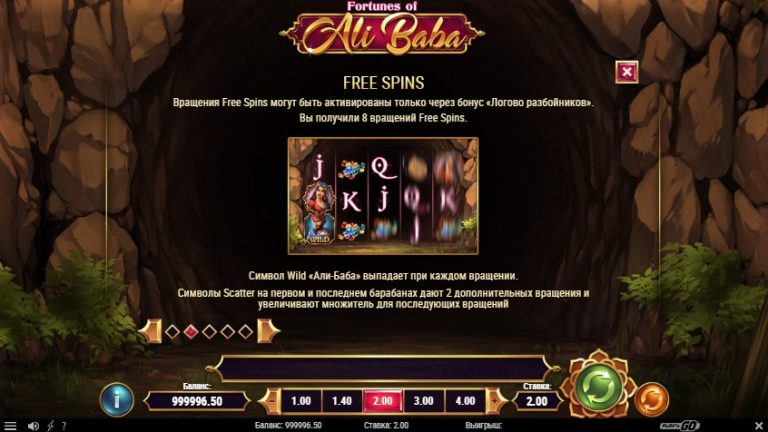 Fortunes of
Ali Baba
FREE SPINS
Вращения Free Spins могут быть активированы только через бонус «Логово разбойников».
Вы получили 8 вращений Free Spins.
J Q
K J Q K
WILD J
Символ Wild «Али-Баба» выпадает при каждом вращении.
Символы Scatter на первом и последнем барабанах дают 2 дополнительных вращения и
увеличивают множитель для последующих вращений
Баланс: Ставка:
999996.50 - 1.00 1.40 2.00 3.00 4.00 + 2.00
Баланс: 999996.50 Ставка: 2.00 Выигрыш: PLAY'N GO